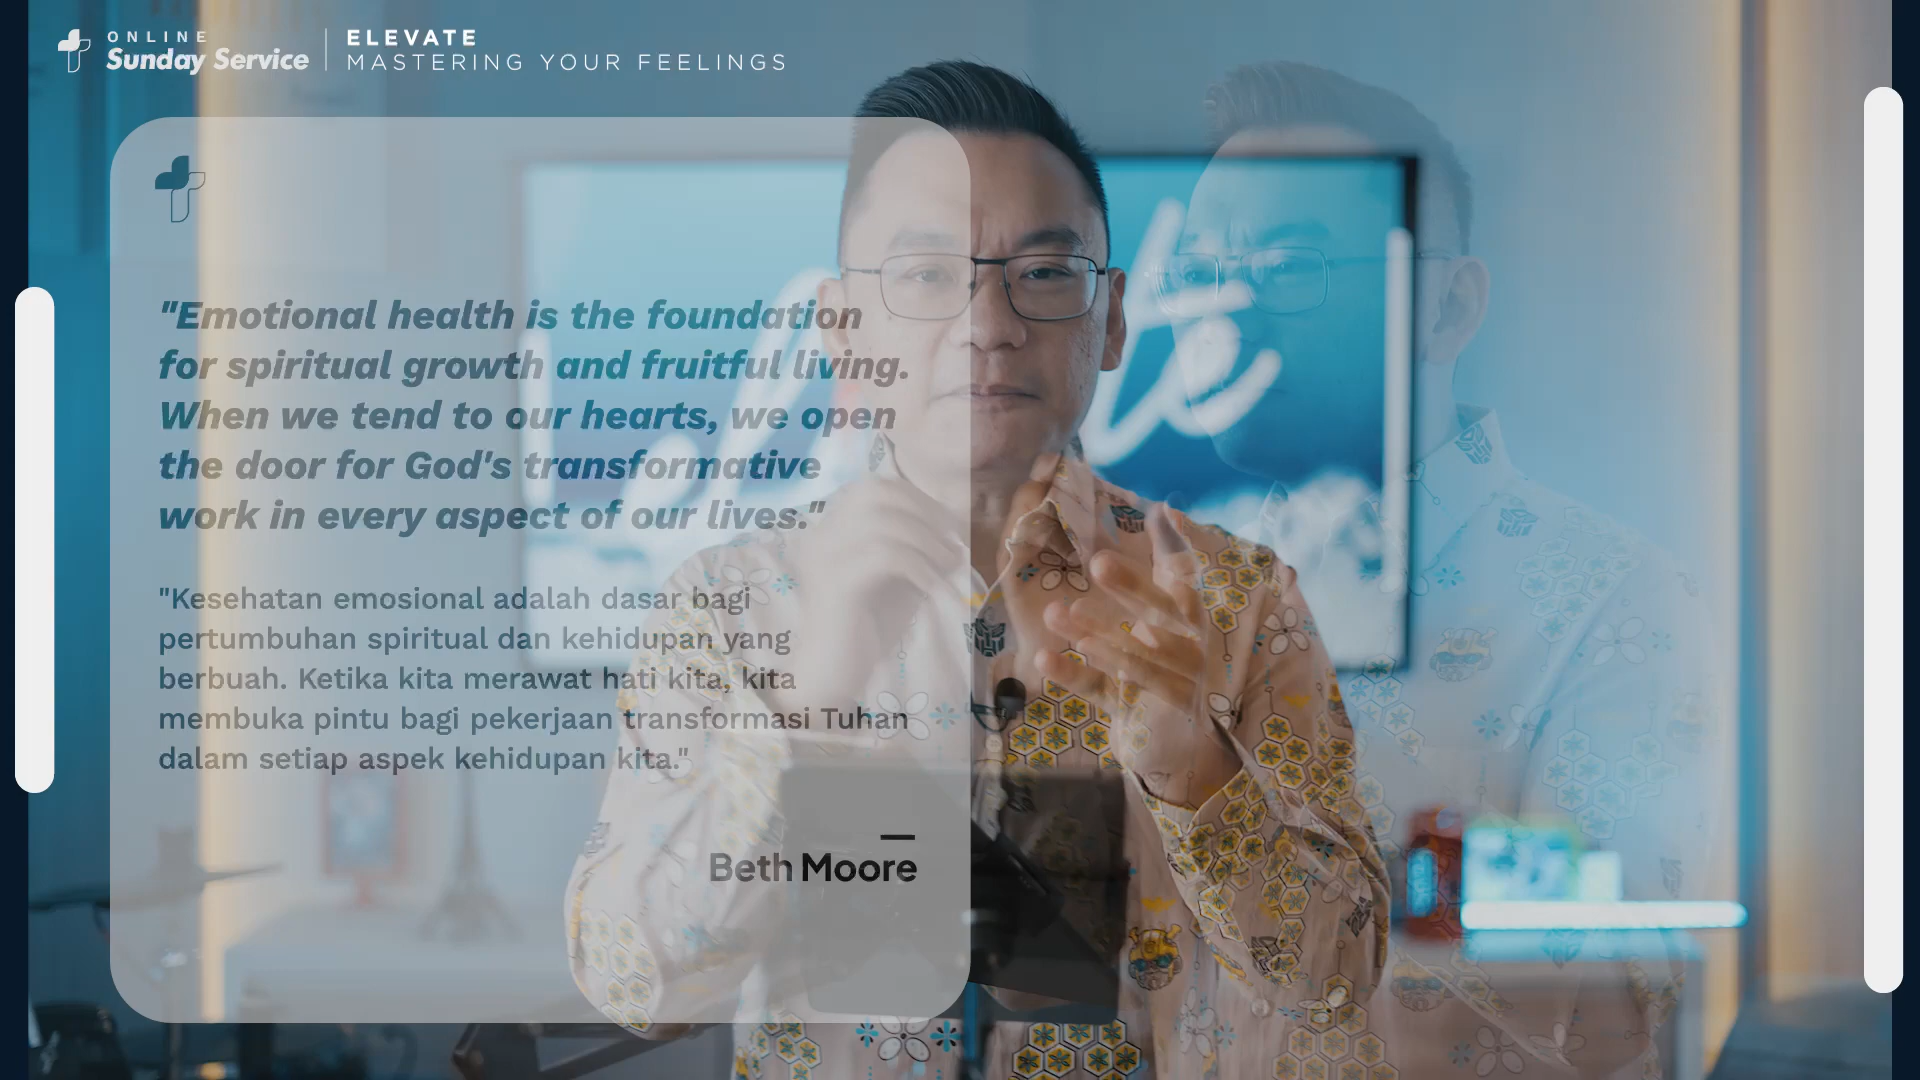 ONLINE
Sunday Service
ELEVATE
MASTERING YOUR FEELINGS
"Emotional health is the foundation
for spiritual growth and fruitful living.
When we tend to our hearts, we open
the door for God's transformative
work in every aspect of our lives."
"Kesehatan emosional adalah dasar bagi
pertumbuhan spiritual dan kehidupan yang
berbuah. Ketika kita merawat hati kita, kita
membuka pintu bagi pekerjaan transformasi Tuhan
dalam setiap aspek kehidupan kita."
Beth Moore